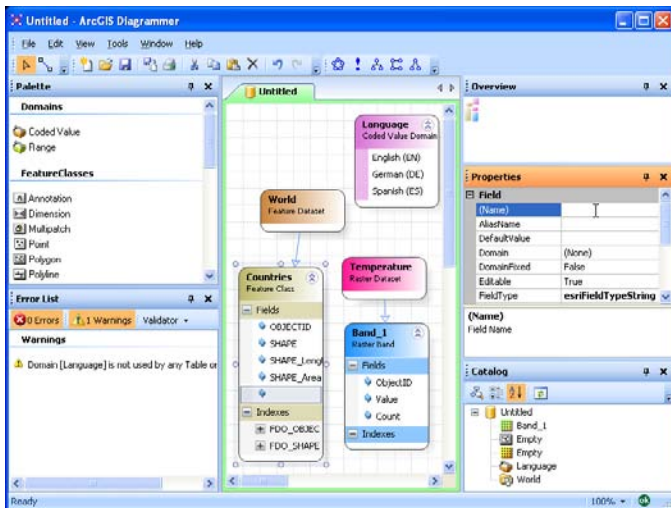 Untitled - ArcGIS Diagrammer
File Edit View Tools Window Help
Palette
Domains
Coded Value
Range
FeatureClasses
Annotation
Dimension
Multipatch
Point
Polygon
Polyline
Error List
0 Errors 1 Warnings Validator
Warnings
Domain [Language] is not used by any Table or
Untitled
Language
Coded Value Domain
English (EN)
German (DE)
Spanish (ES)
World
Feature Dataset
Countries
Feature Class
Fields
OBJECTID
SHAPE
SHAPE_Lengt
SHAPE_Area
Indexes
FDO_OBJEC
FDO_SHAPE
Temperature
Raster Dataset
Band_1
Raster Band
Fields
ObjectID
Value
Count
Indexes
Overview
Properties
Field
(Name)
AliasName
DefaultValue
Domain (None)
DomainFixed False
Editable True
FieldType esriFieldTypeString
(Name)
Field Name
Catalog
Untitled
Band_1
Empty
Empty
Language
World
Ready 100%